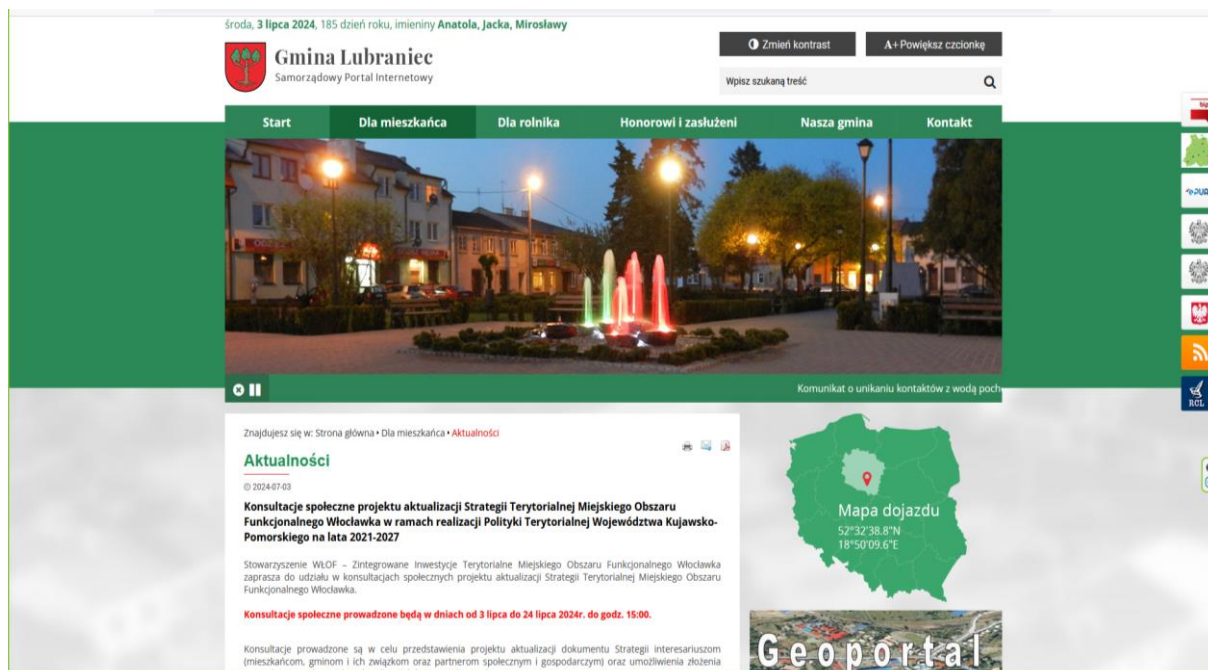 środa, 3 lipca 2024, 185 dzień roku, imieniny Anatola, Jacka, Mirosławy
Gmina Lubraniec
Samorządowy Portal Internetowy
Zmień kontrast
A+ Powiększ czcionkę
Wpisz szukaną treść
Start
Dla mieszkańca
Dla rolnika
Honorowi i zasłużeni
Nasza gmina
Kontakt
Komunikat o unikaniu kontaktów z wodą poch
Znajdujesz się w: Strona główna • Dla mieszkańca • Aktualności
Aktualności
2024-07-03
Konsultacje społeczne projektu aktualizacji Strategii Terytorialnej Miejskiego Obszaru
Funkcjonalnego Włocławka w ramach realizacji Polityki Terytorialnej Województwa Kujawsko-
Pomorskiego na lata 2021-2027
Stowarzyszenie WŁOF – Zintegrowane Inwestycje Terytorialne Miejskiego Obszaru Funkcjonalnego Włocławka
zaprasza do udziału w konsultacjach społecznych projektu aktualizacji Strategii Terytorialnej Miejskiego Obszaru
Funkcjonalnego Włocławka.
Konsultacje społeczne prowadzone będą w dniach od 3 lipca do 24 lipca 2024r. do godz. 15:00.
Konsultacje prowadzone są w celu przedstawienia projektu aktualizacji dokumentu Strategii interesariuszom
(mieszkańcom, gminom i ich związkom oraz partnerom społecznym i gospodarczym) oraz umożliwienia złożenia
Mapa dojazdu
52°32'38.8"N
18°50'09.6"E
Geoportal
RCL